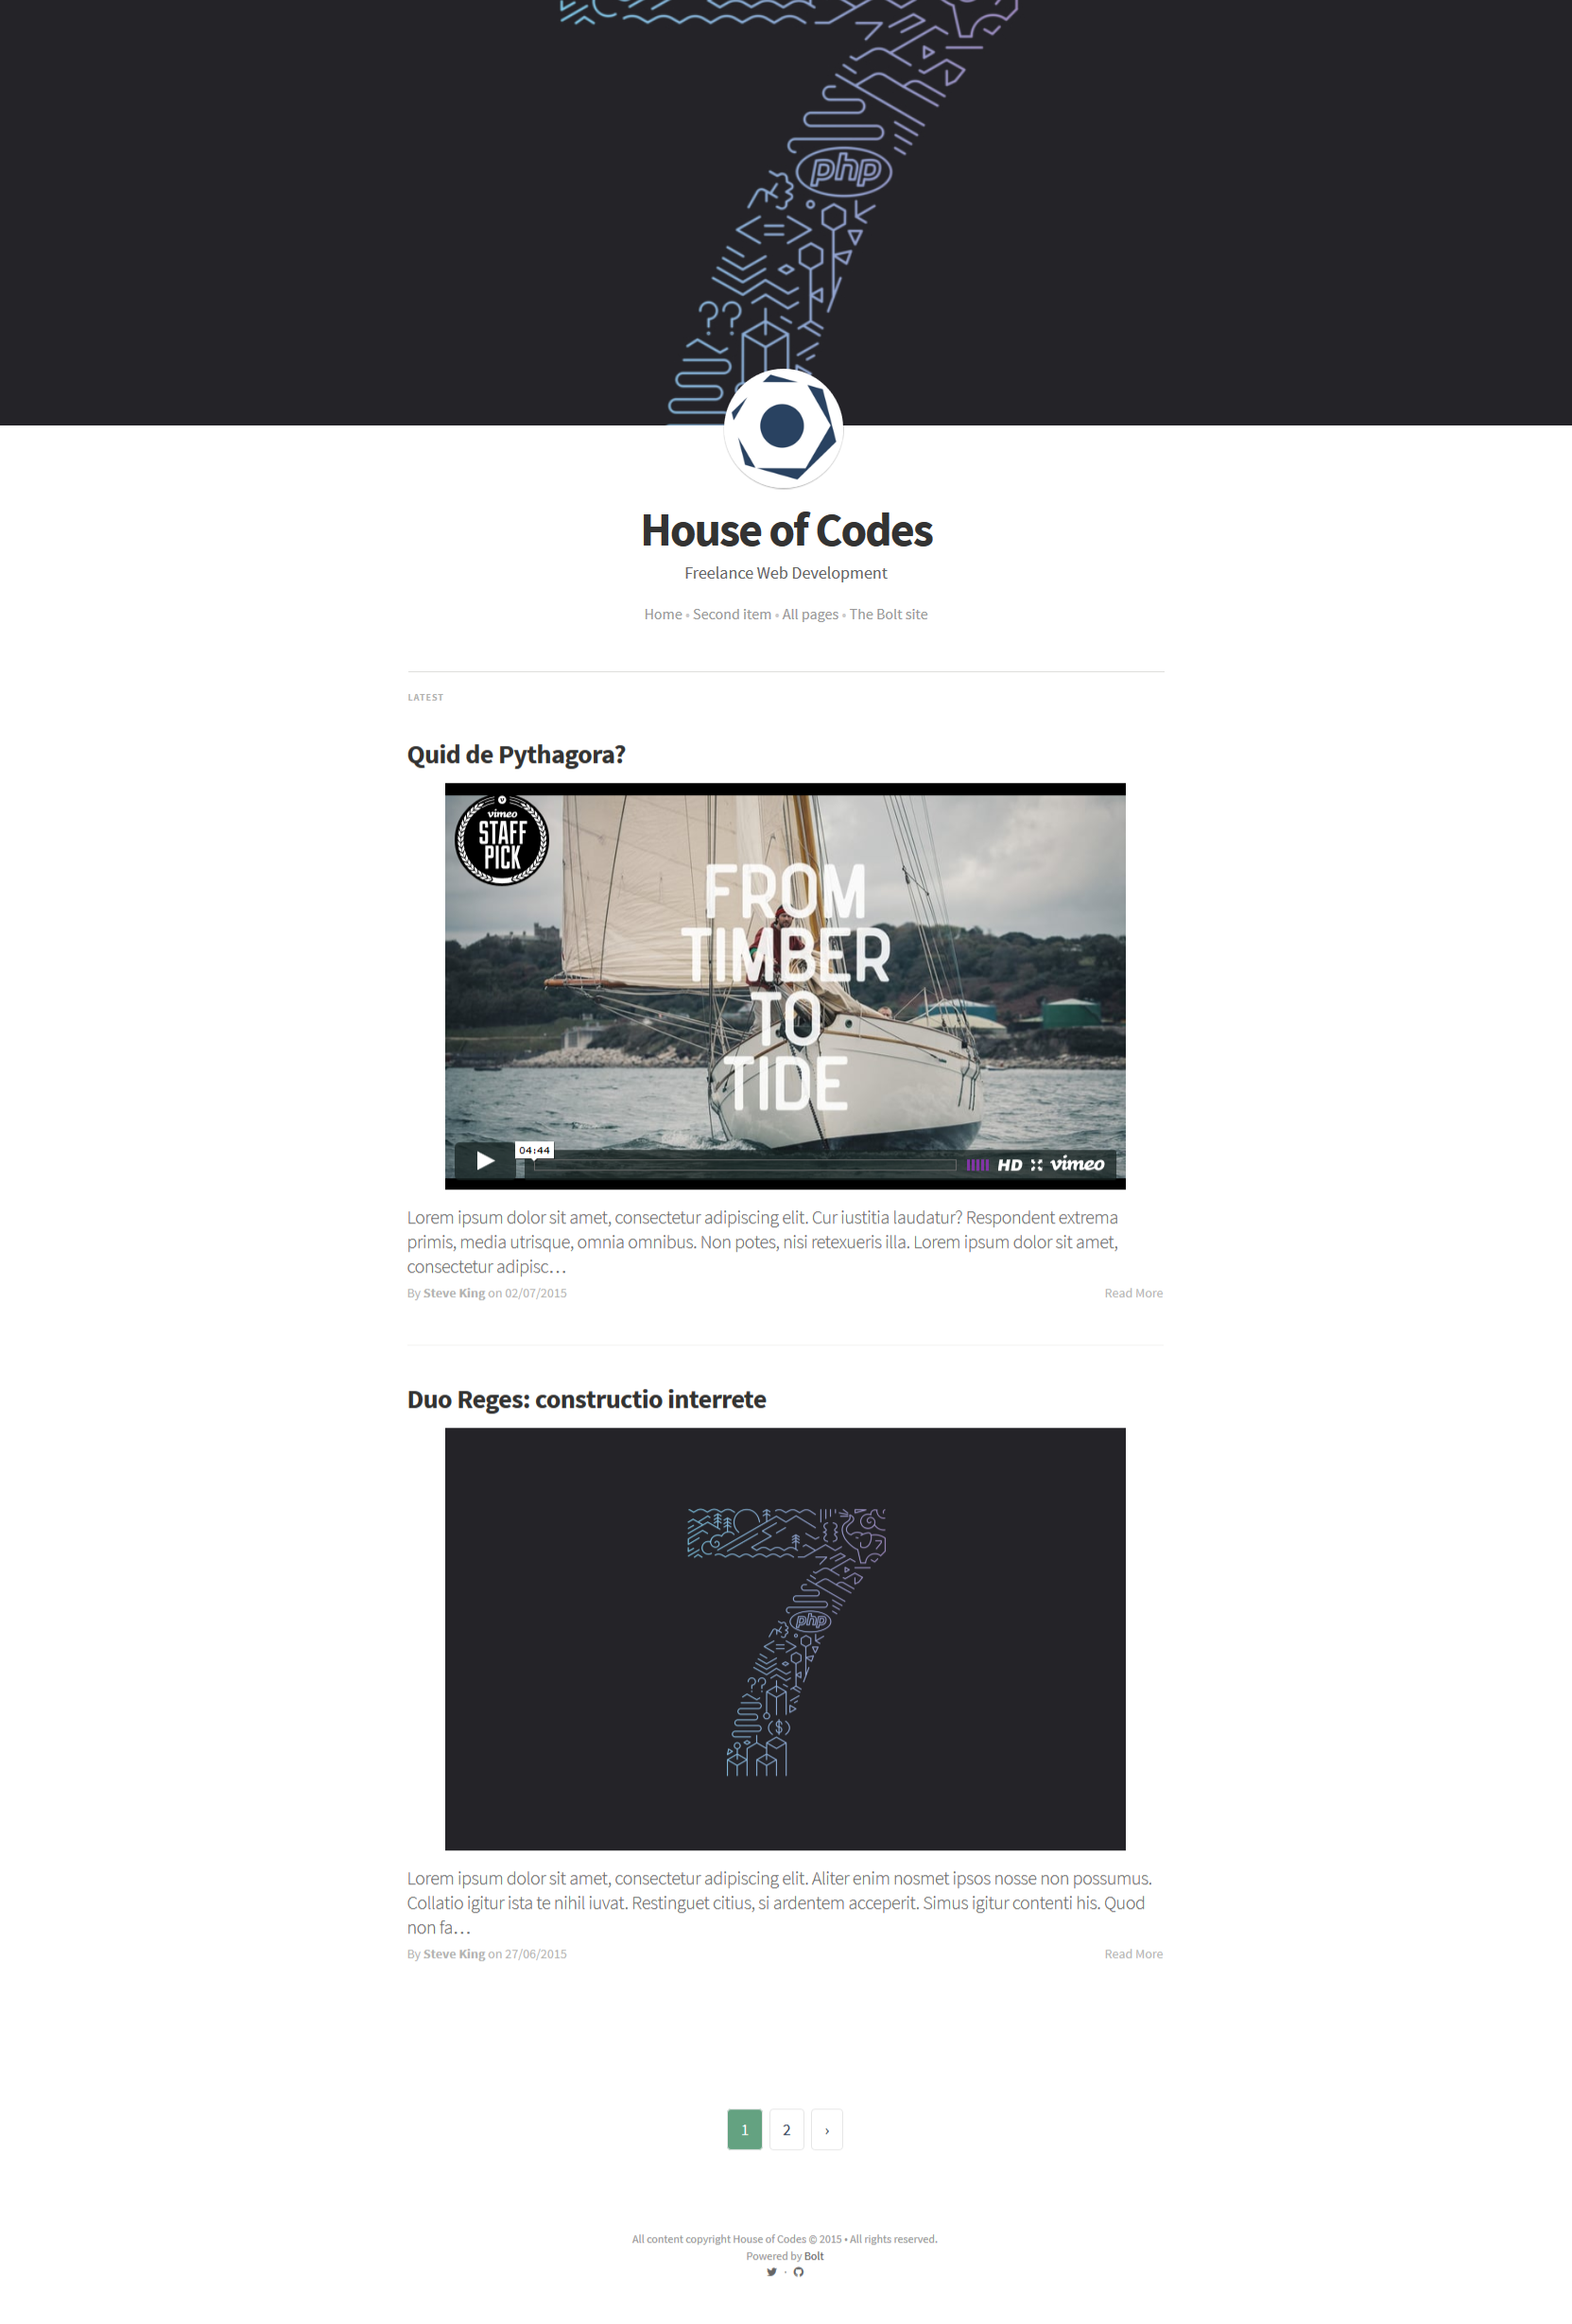 php
<=>
??
House of Codes
Freelance Web Development
Home • Second item • All pages • The Bolt site
LATEST
Quid de Pythagora?
vimeo
STAFF
PICK
FROM
TIMBER
TO
TIDE
04:44
HD vimeo
Lorem ipsum dolor sit amet, consectetur adipiscing elit. Cur iustitia laudatur? Respondent extrema
primis, media utrisque, omnia omnibus. Non potes, nisi retexueris illa. Lorem ipsum dolor sit amet,
consectetur adipisc…
By Steve King on 02/07/2015 Read More
Duo Reges: constructio interrete
php
<=>
??
($)
Lorem ipsum dolor sit amet, consectetur adipiscing elit. Aliter enim nosmet ipsos nosse non possumus.
Collatio igitur ista te nihil iuvat. Restinguet citius, si ardentem acceperit. Simus igitur contenti his. Quod
non fa…
By Steve King on 27/06/2015 Read More
1 2 ›
All content copyright House of Codes © 2015 • All rights reserved.
Powered by Bolt
·